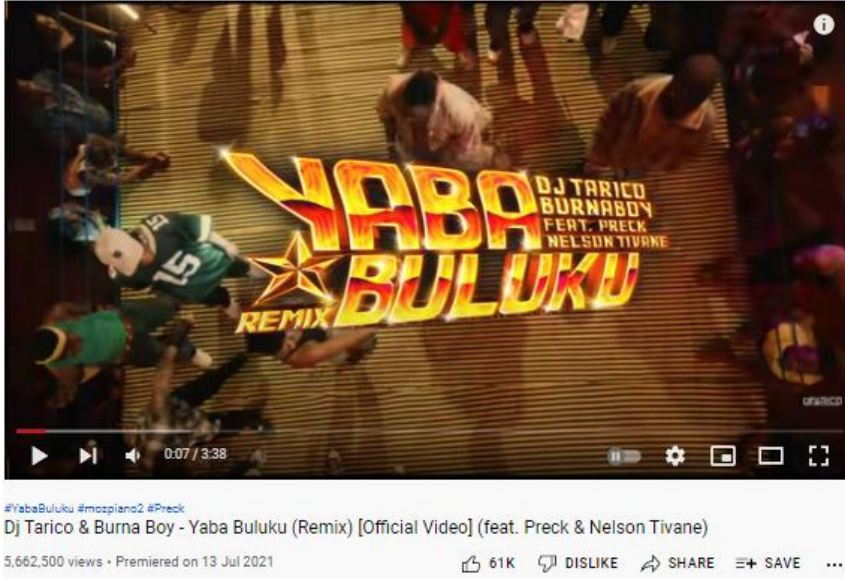 YABA
DJ TARICO
BURNABOY
FEAT. PRECK
NELSON TIVANE
REMIX BULUKU
15
0:07 / 3:38
#YabaBuluku #mozpiano2 #Preck
Dj Tarico & Burna Boy - Yaba Buluku (Remix) [Official Video] (feat. Preck & Nelson Tivane)
5,662,500 views • Premiered on 13 Jul 2021
61K DISLIKE SHARE SAVE